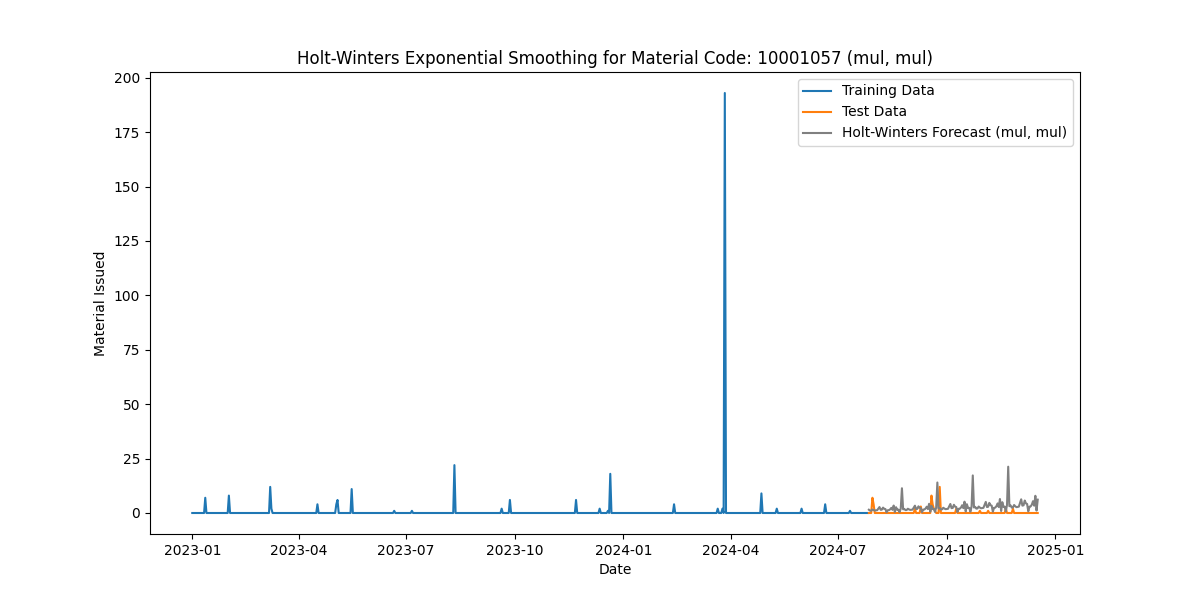 Holt-Winters Exponential Smoothing for Material Code: 10001057 (mul, mul)
Training Data
Test Data
Holt-Winters Forecast (mul, mul)
Material Issued
200
175
150
125
100
75
50
25
0
2023-01 2023-04 2023-07 2023-10 2024-01 2024-04 2024-07 2024-10 2025-01
Date